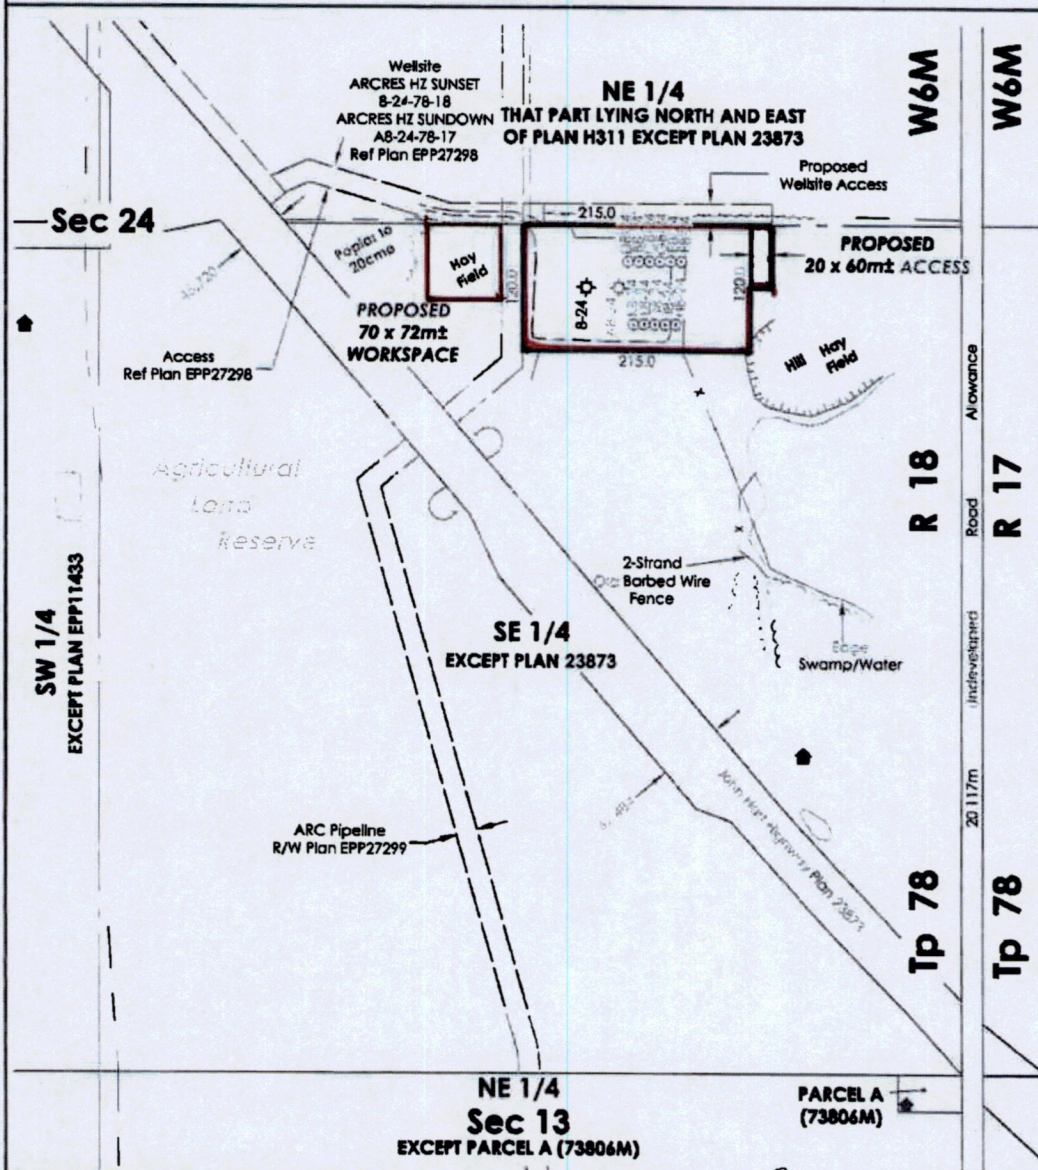 Wellsite
ARCRES HZ SUNSET
8-24-78-18
ARCRES HZ SUNDOWN
A8-24-78-17
Ref Plan EPP27298
NE 1/4
THAT PART LYING NORTH AND EAST
OF PLAN H311 EXCEPT PLAN 23873
W6M
W6M
Proposed
Wellsite Access
Sec 24
Poplar to
20cmø
Hay
Field
215.0
120.0
8-24
A8-24
120.0
215.0
PROPOSED
20 x 60m± ACCESS
PROPOSED
70 x 72m±
WORKSPACE
Access
Ref Plan EPP27298
Hill
Hay
Field
Allowance
Agricultural
Land
Reserve
R 18
R 17
Road
2-Strand
Barbed Wire
Fence
SW 1/4
EXCEPT PLAN EPP11433
SE 1/4
EXCEPT PLAN 23873
Edge
Swamp/Water
Undeveloped
20.117m
John Hart Highway Plan 23873
ARC Pipeline
R/W Plan EPP27299
Tp 78
Tp 78
NE 1/4
Sec 13
EXCEPT PARCEL A (73806M)
PARCEL A
(73806M)